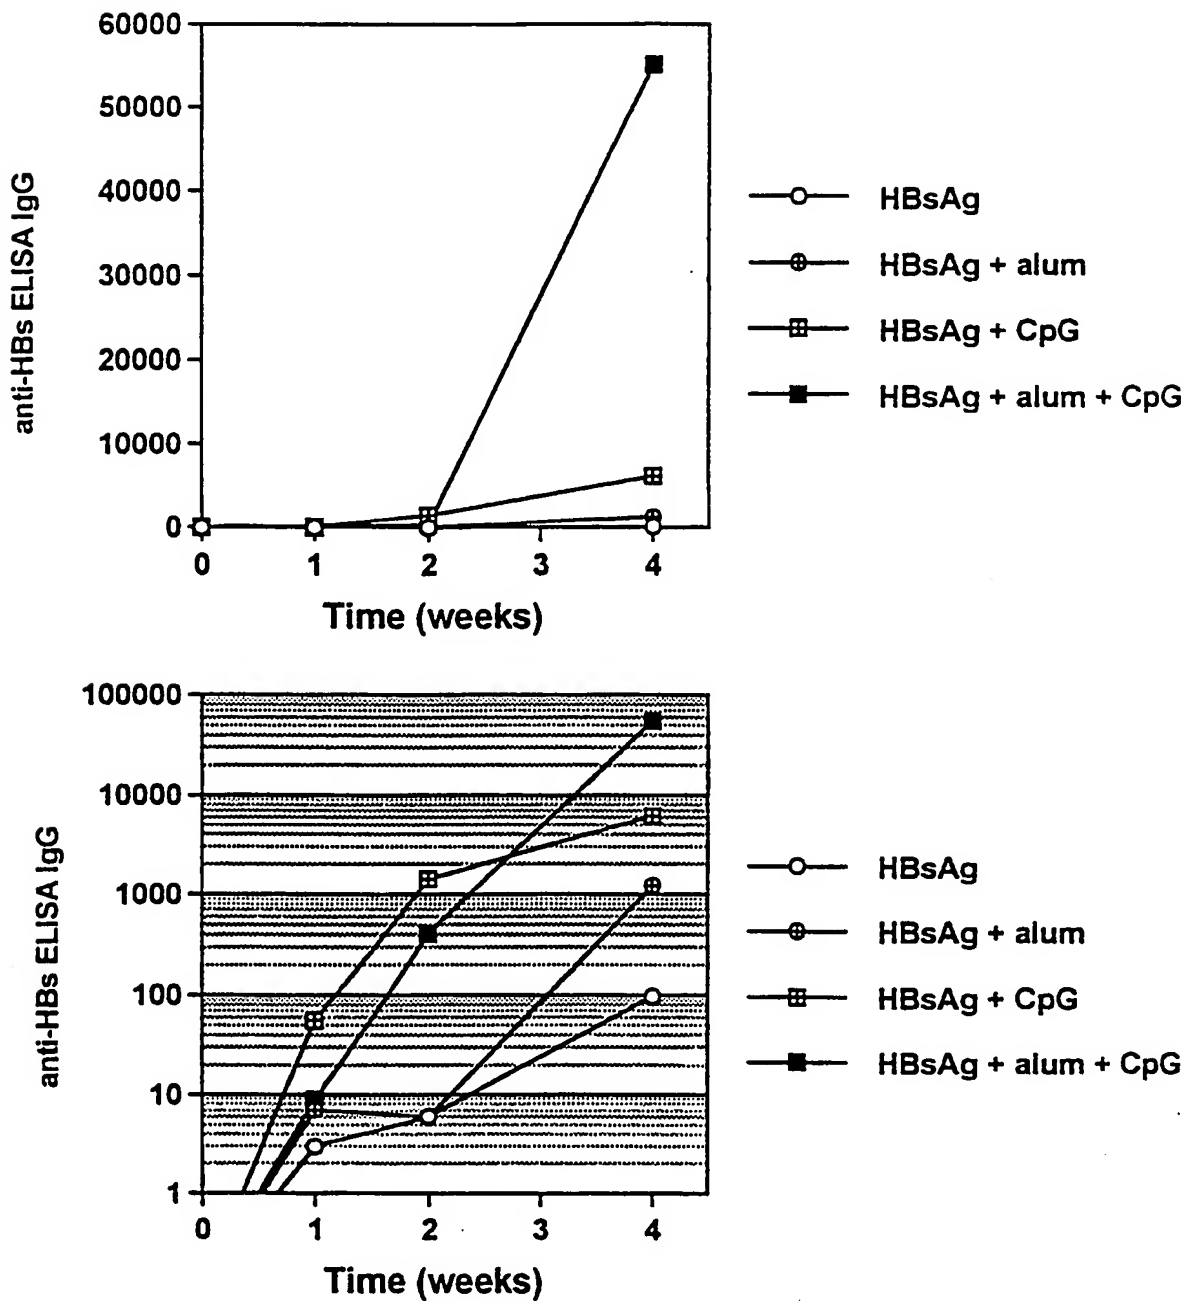 60000
50000
40000
30000
20000
10000
0
anti-HBs ELISA IgG
0 1 2 3 4
Time (weeks)
HBsAg
HBsAg + alum
HBsAg + CpG
HBsAg + alum + CpG
100000
10000
1000
100
10
1
anti-HBs ELISA IgG
0 1 2 3 4
Time (weeks)
HBsAg
HBsAg + alum
HBsAg + CpG
HBsAg + alum + CpG